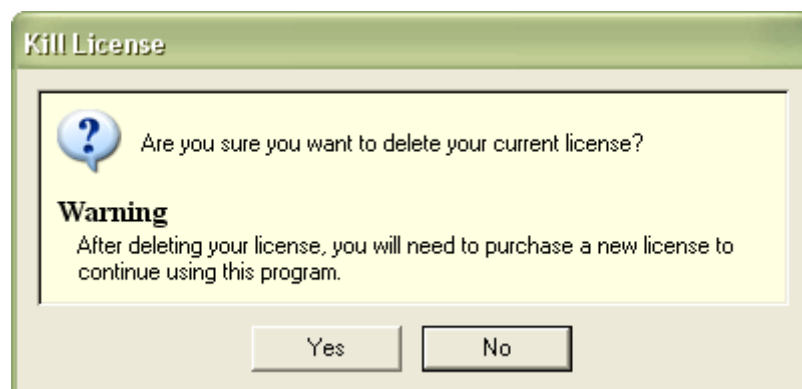 Kill License
Are you sure you want to delete your current license?
Warning
After deleting your license, you will need to purchase a new license to
continue using this program.
Yes No